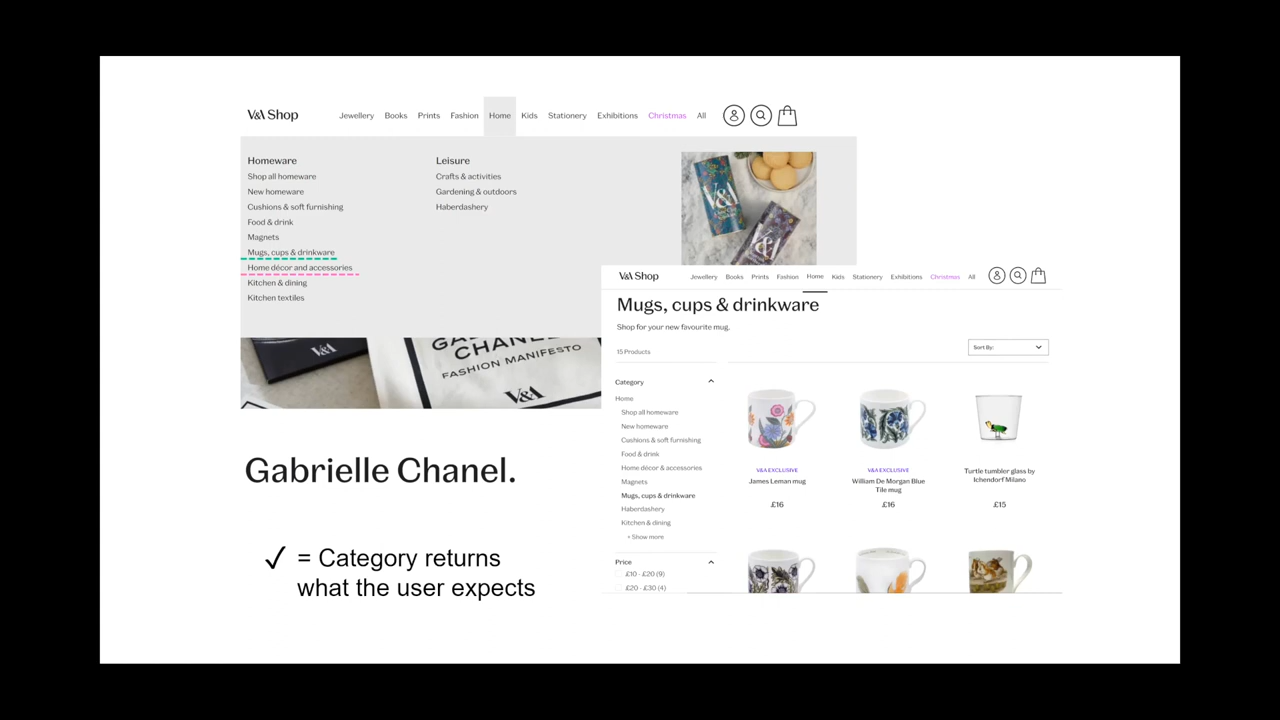 V&A Shop
Jewellery
Books
Prints
Fashion
Home
Kids
Stationery
Exhibitions
Christmas
All
Homeware
Shop all homeware
New homeware
Cushions & soft furnishing
Food & drink
Magnets
Mugs, cups & drinkware
Home décor and accessories
Kitchen & dining
Kitchen textiles
Leisure
Crafts & activities
Gardening & outdoors
Haberdashery
V&A
V&A
CHANEL
FASHION MANIFESTO
V&A
Gabrielle Chanel.
✓ = Category returns
what the user expects
V&A Shop
Jewellery
Books
Prints
Fashion
Home
Kids
Stationery
Exhibitions
Christmas
All
Mugs, cups & drinkware
Shop for your new favourite mug.
15 Products
Sort By:
Category
Home
Shop all homeware
New homeware
Cushions & soft furnishing
Food & drink
Home décor & accessories
Magnets
Mugs, cups & drinkware
Haberdashery
Kitchen & dining
+ Show more
Price
£10 - £20 (9)
£20 - £30 (4)
V&A EXCLUSIVE
James Leman mug
£16
V&A EXCLUSIVE
William De Morgan Blue
Tile mug
£16
Turtle tumbler glass by
Ichendorf Milano
£15